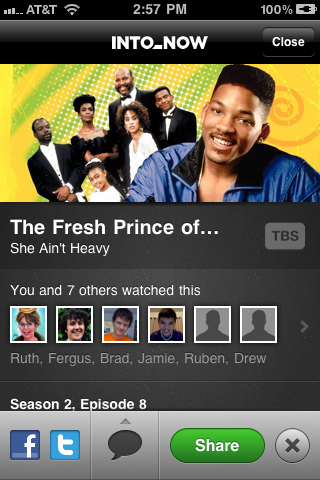 AT&T 2:57 PM 100%
INTO_NOW Close
The Fresh Prince of...
She Ain't Heavy
TBS
You and 7 others watched this
Ruth, Fergus, Brad, Jamie, Ruben, Drew
Season 2, Episode 8
f t Share